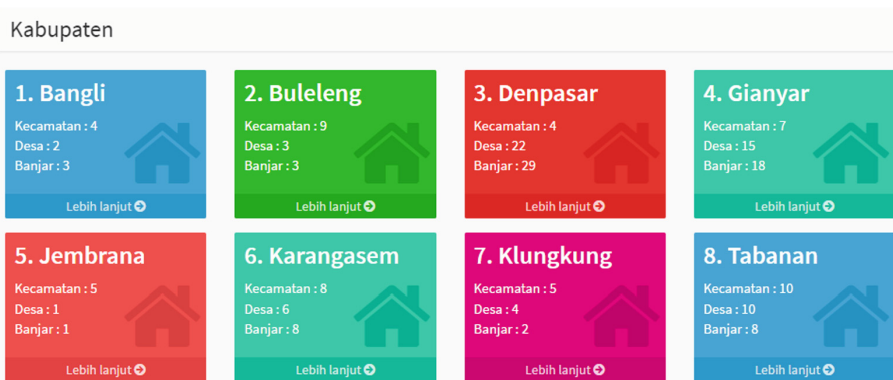 Kabupaten
1. Bangli
Kecamatan : 4
Desa : 2
Banjar : 3
Lebih lanjut
2. Buleleng
Kecamatan : 9
Desa : 3
Banjar : 3
Lebih lanjut
3. Denpasar
Kecamatan : 4
Desa : 22
Banjar : 29
Lebih lanjut
4. Gianyar
Kecamatan : 7
Desa : 15
Banjar : 18
Lebih lanjut
5. Jembrana
Kecamatan : 5
Desa : 1
Banjar : 1
Lebih lanjut
6. Karangasem
Kecamatan : 8
Desa : 6
Banjar : 8
Lebih lanjut
7. Klungkung
Kecamatan : 5
Desa : 4
Banjar : 2
Lebih lanjut
8. Tabanan
Kecamatan : 10
Desa : 10
Banjar : 8
Lebih lanjut